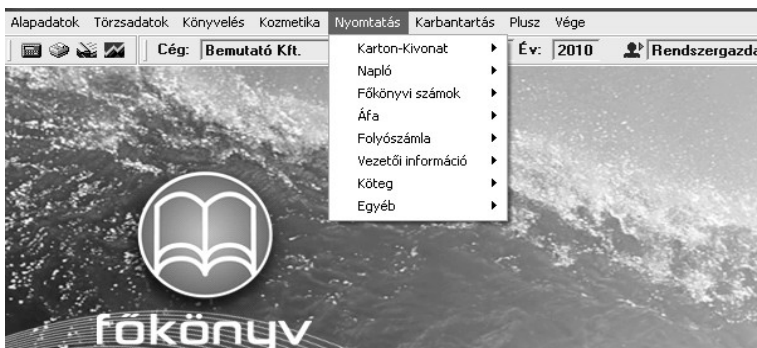 Alapadatok Törzsadatok Könyvelés Kozmetika Nyomtatás Karbantartás Plusz Vége
Cég: Bemutató Kft. Év: 2010 Rendszergazda
Karton-Kivonat
Napló
Főkönyvi számok
Áfa
Folyószámla
Vezetői információ
Köteg
Egyéb
főkönyv